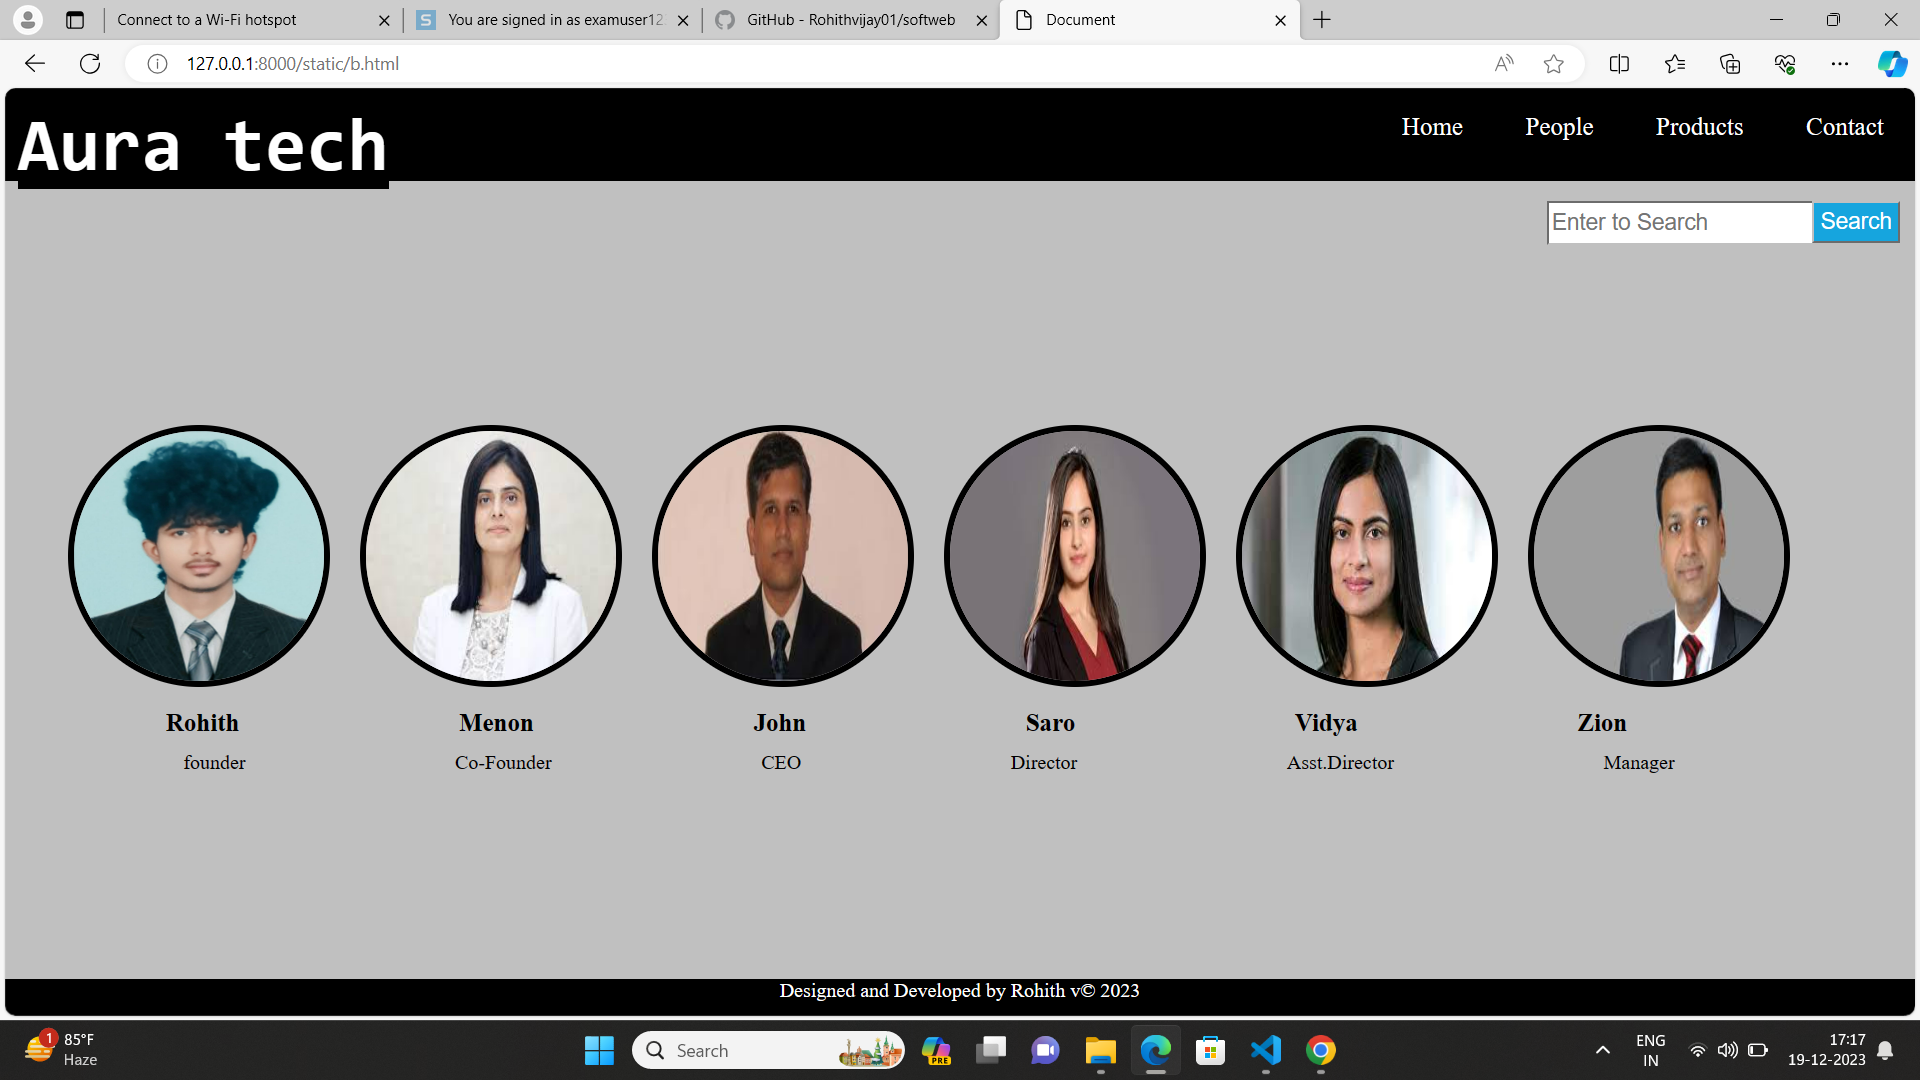 Connect to a Wi-Fi hotspot
S You are signed in as examuser12
GitHub - Rohithvijay01/softweb
Document
127.0.0.1:8000/static/b.html
Aura tech
Home People Products Contact
Enter to Search Search
Rohith Menon John Saro Vidya Zion
founder Co-Founder CEO Director Asst.Director Manager
Designed and Developed by Rohith v© 2023
1 85°F
Haze
Search
PRE
ENG
IN
17:17
19-12-2023